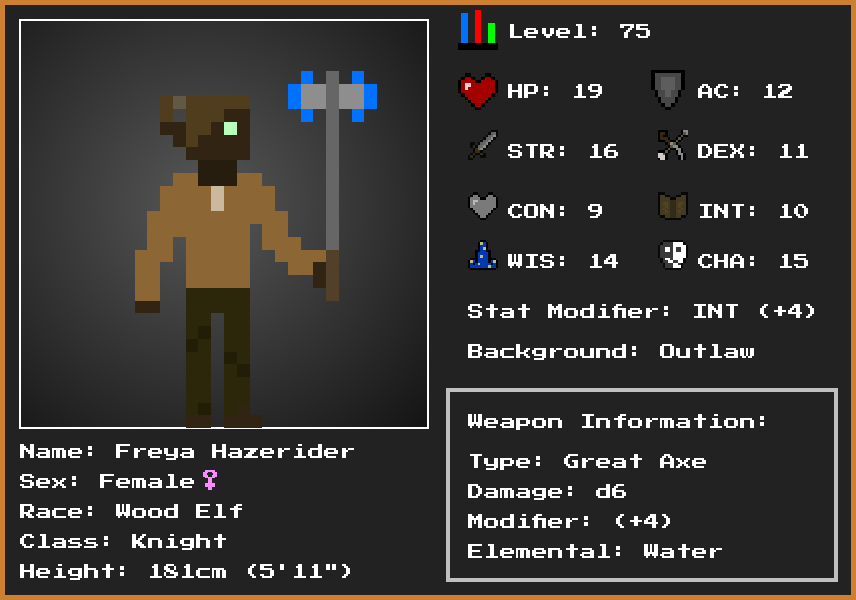 Level: 75
HP: 19
AC: 12
STR: 16
DEX: 11
CON: 9
INT: 10
WIS: 14
CHA: 15
Stat Modifier: INT (+4)
Background: Outlaw
Weapon Information:
Type: Great Axe
Damage: d6
Modifier: (+4)
Elemental: Water
Name: Freya Hazerider
Sex: Female♀
Race: Wood Elf
Class: Knight
Height: 181cm (5'11")